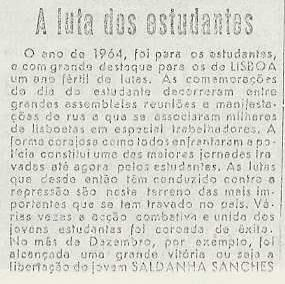 A luta dos estudantes
O ano de 1964, foi para os estudantes,
e com grande destaque para os de LISBOA
um ano fértil de lutas. As comemorações
do dia do estudante decorreram entre
grandes assembleias reuniões e manifesta-
ções de rua a que se associaram milhares
de lisboetas em especial trabalhadores. A
forma corajosa como todos enfrentaram a po-
lícia constitui uma das maiores jornadas tra-
vadas até agora pelos estudantes. As lutas
que desde então têm conduzido contra a
repressão são neste terreno das mais im-
portantes que se tem travado no país. Vá-
rias vezes a acção combativa e unida dos
jovens estudantes foi coroada de êxito.
No mês de Dezembro, por exemplo, foi
alcançada uma grande vitória ou seja a
libertação do jovem SALDANHA SANCHES